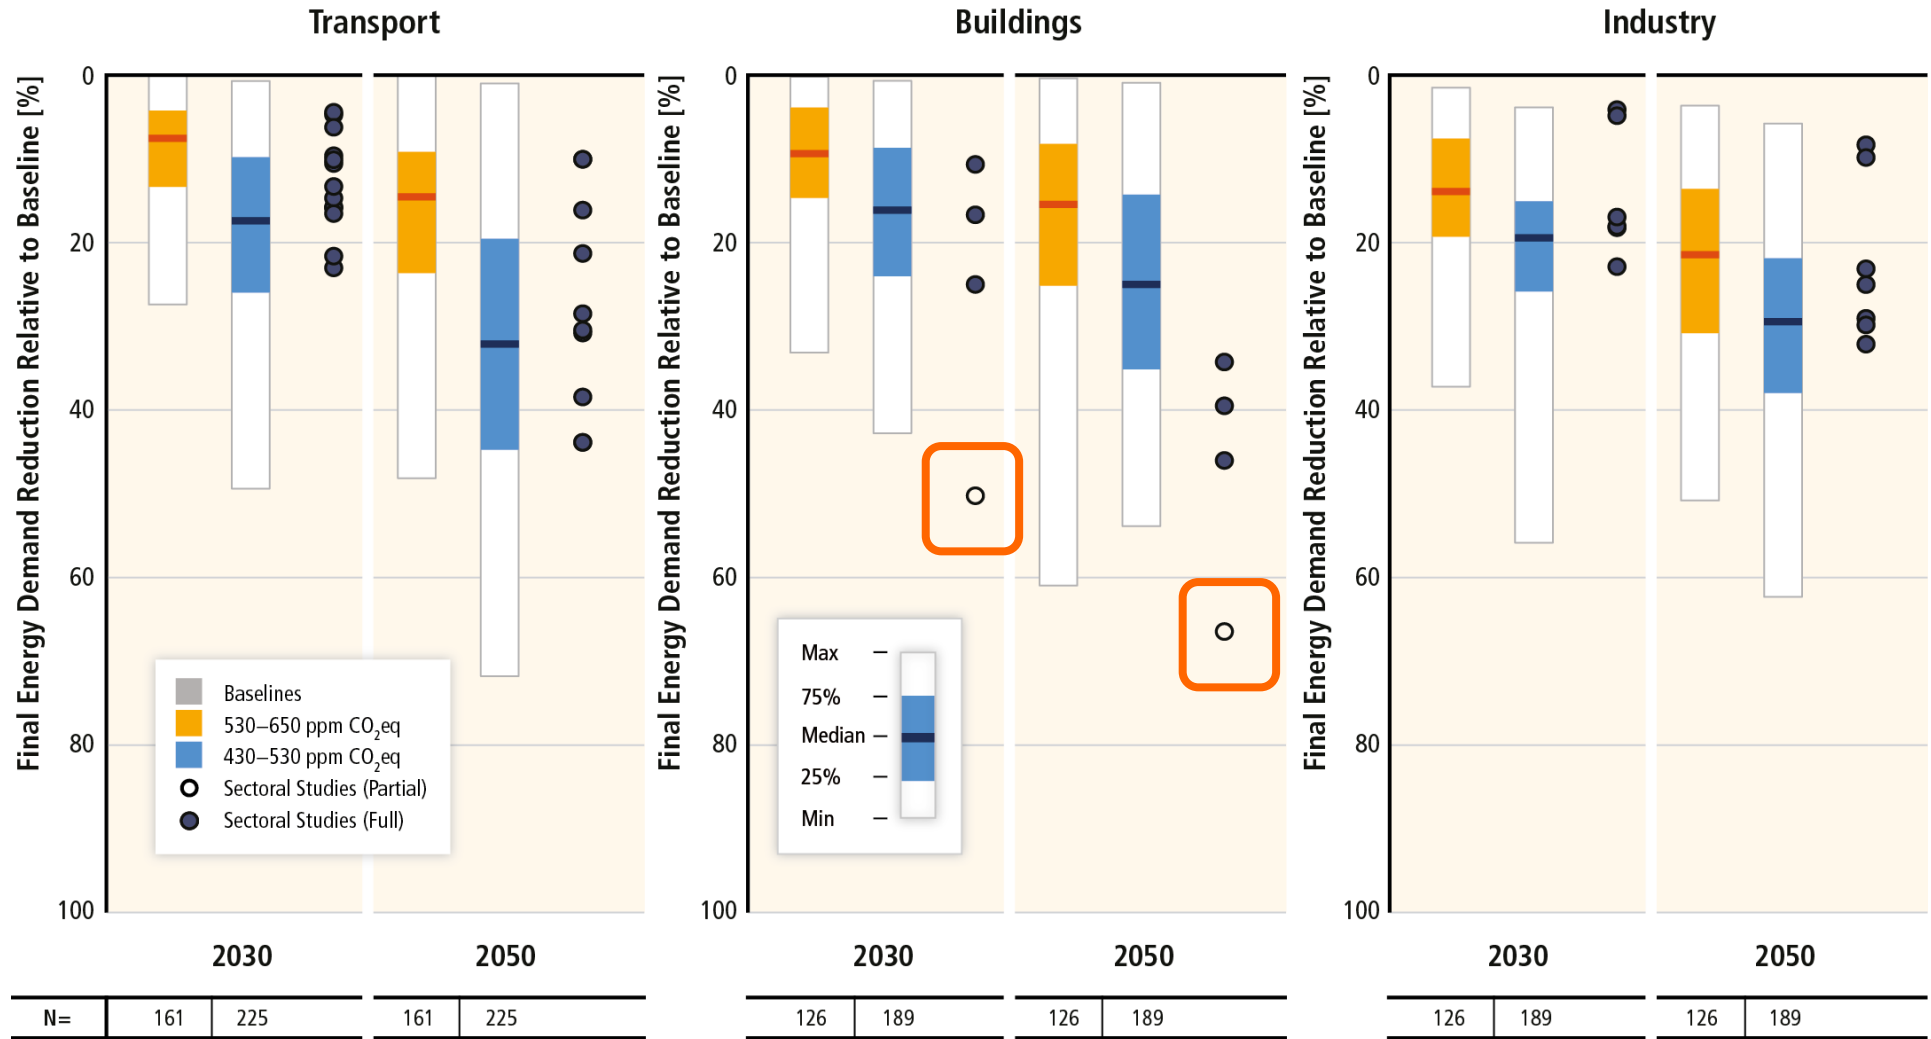 Transport
Buildings
Industry
Final Energy Demand Reduction Relative to Baseline [%]
0
20
40
60
80
100
Baselines
530–650 ppm CO₂eq
430–530 ppm CO₂eq
Sectoral Studies (Partial)
Sectoral Studies (Full)
2030
2050
Final Energy Demand Reduction Relative to Baseline [%]
0
20
40
60
80
100
Max
75%
Median
25%
Min
2030
2050
Final Energy Demand Reduction Relative to Baseline [%]
0
20
40
60
80
100
2030
2050
N= 161 225 161 225 126 189 126 189 126 189 126 189